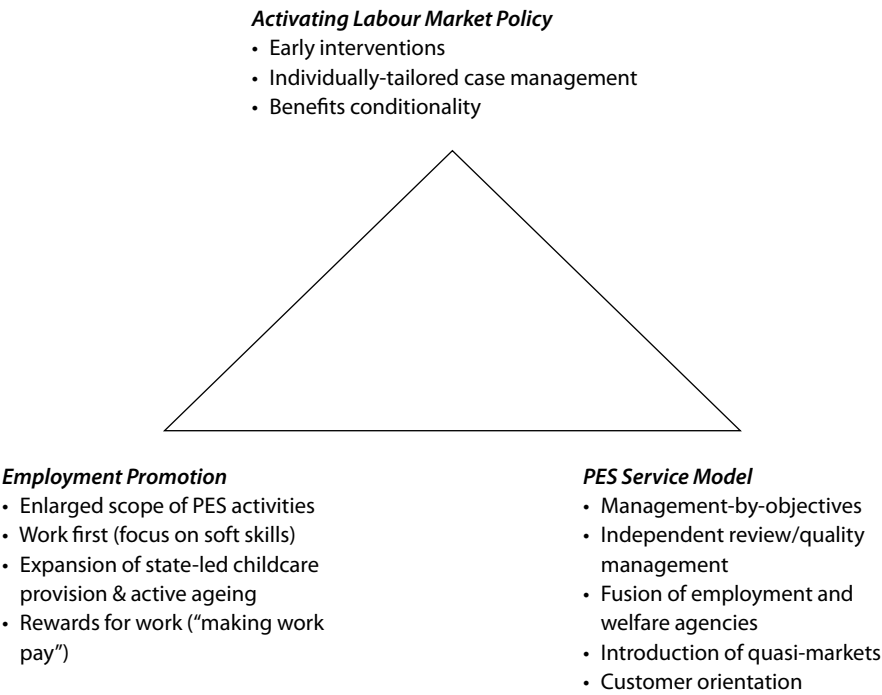 Activating Labour Market Policy
• Early interventions
• Individually-tailored case management
• Benefits conditionality
Employment Promotion
• Enlarged scope of PES activities
• Work first (focus on soft skills)
• Expansion of state-led childcare
provision & active ageing
• Rewards for work (“making work
pay”)
PES Service Model
• Management-by-objectives
• Independent review/quality
management
• Fusion of employment and
welfare agencies
• Introduction of quasi-markets
• Customer orientation